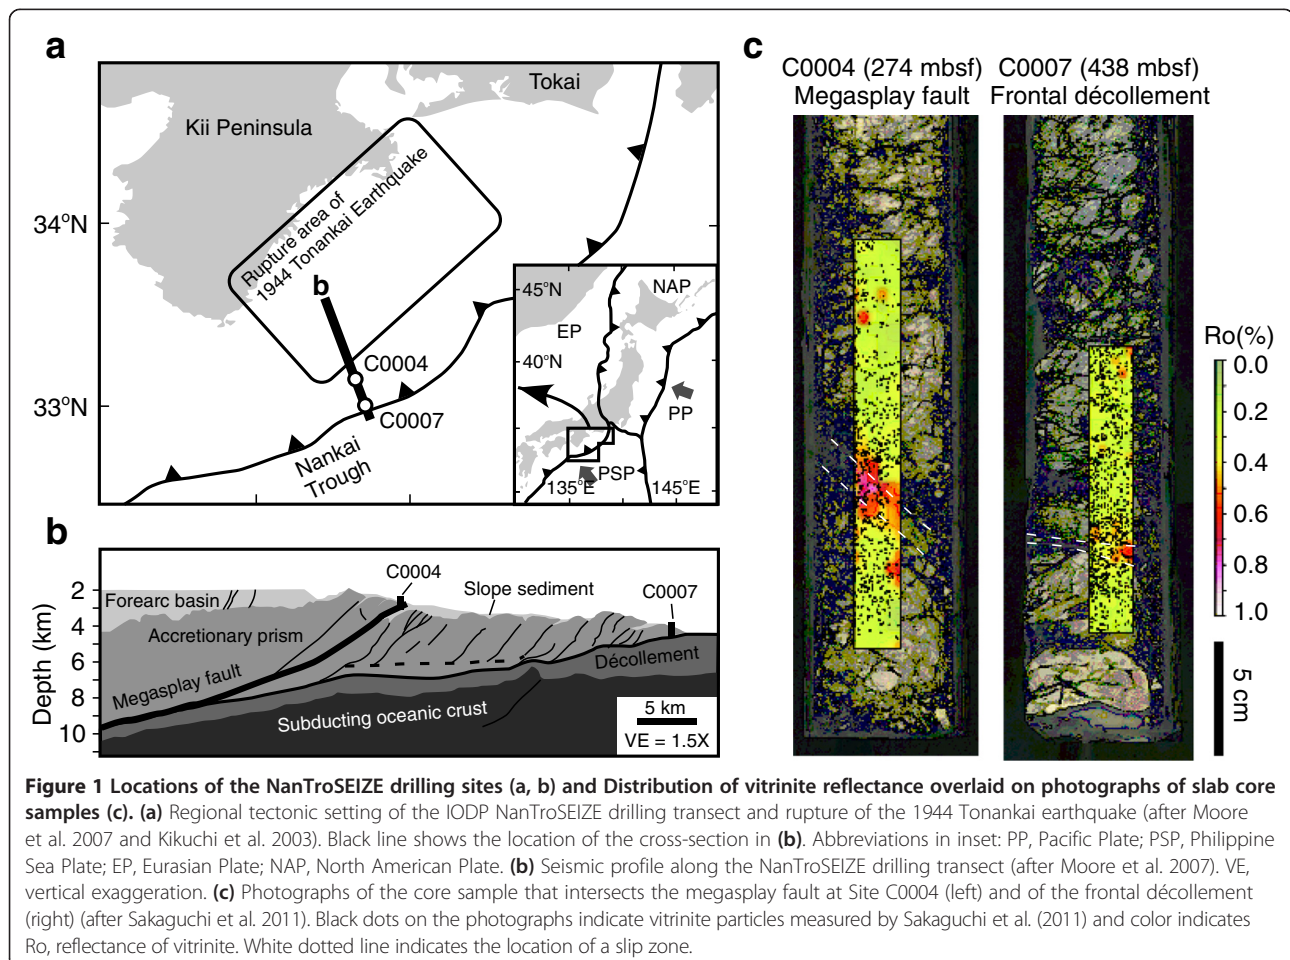 a
Tokai
Kii Peninsula
Rupture area of
1944 Tonankai Earthquake
34°N
b
C0004
33°N
C0007
Nankai
Trough
45°N
NAP
EP
40°N
PP
PSP
135°E
145°E
b
C0004
Slope sediment
C0007
2
Forearc basin
4
Accretionary prism
6
Décollement
Megasplay fault
8
Subducting oceanic crust
10
Depth (km)
5 km
VE = 1.5X
c
C0004 (274 mbsf)
Megasplay fault
C0007 (438 mbsf)
Frontal décollement
Ro(%)
0.0
0.2
0.4
0.6
0.8
1.0
5 cm
Figure 1 Locations of the NanTroSEIZE drilling sites (a, b) and Distribution of vitrinite reflectance overlaid on photographs of slab core
samples (c). (a) Regional tectonic setting of the IODP NanTroSEIZE drilling transect and rupture of the 1944 Tonankai earthquake (after Moore
et al. 2007 and Kikuchi et al. 2003). Black line shows the location of the cross-section in (b). Abbreviations in inset: PP, Pacific Plate; PSP, Philippine
Sea Plate; EP, Eurasian Plate; NAP, North American Plate. (b) Seismic profile along the NanTroSEIZE drilling transect (after Moore et al. 2007). VE,
vertical exaggeration. (c) Photographs of the core sample that intersects the megasplay fault at Site C0004 (left) and of the frontal décollement
(right) (after Sakaguchi et al. 2011). Black dots on the photographs indicate vitrinite particles measured by Sakaguchi et al. (2011) and color indicates
Ro, reflectance of vitrinite. White dotted line indicates the location of a slip zone.